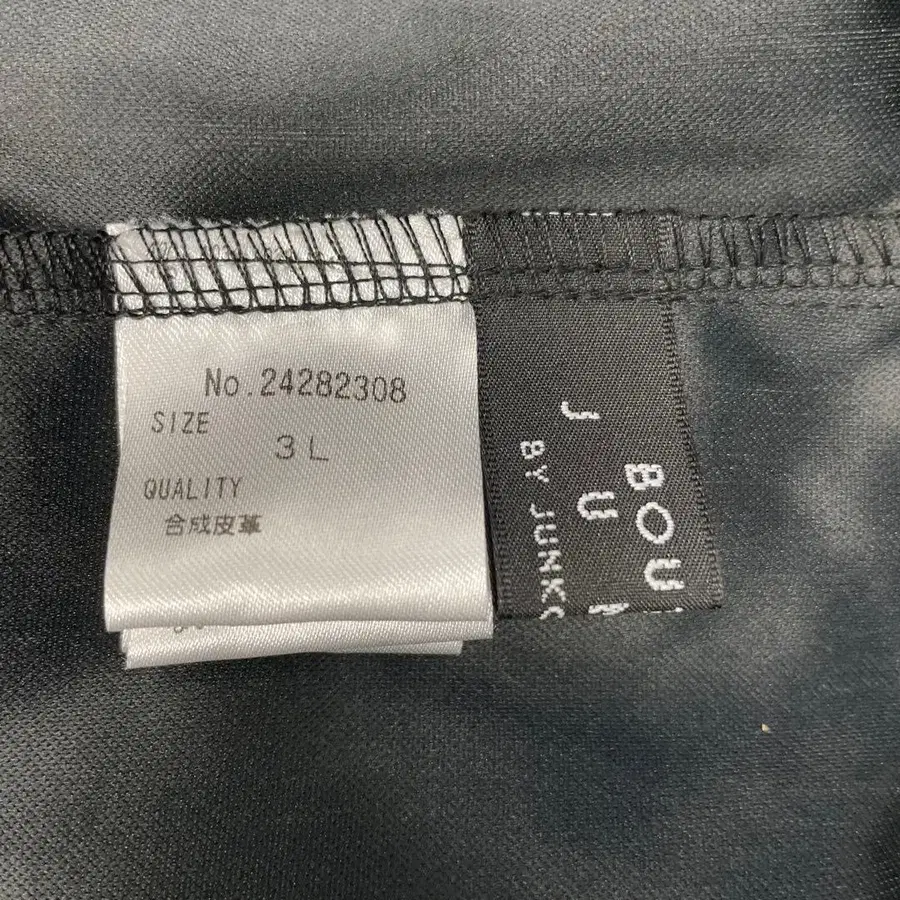 No.24282308
SIZE
3L
QUALITY
合成皮革
BOU
J U
BY JUNKO